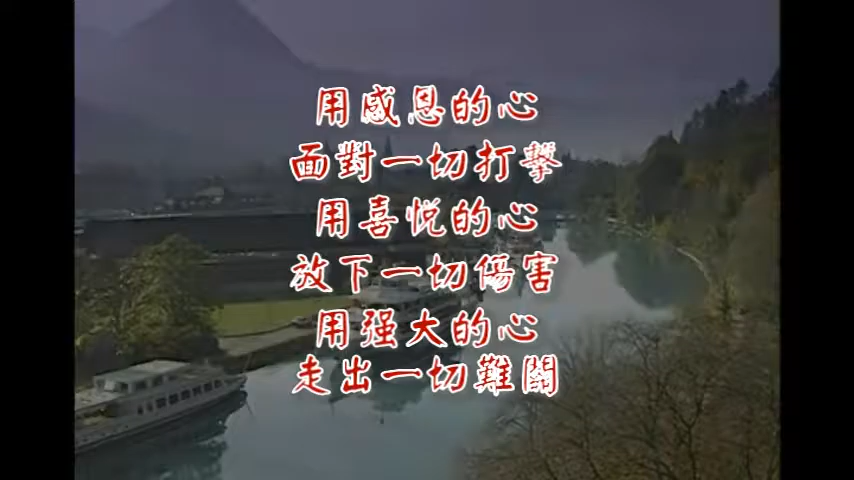 用感恩的心
面對一切打擊
用喜悅的心
放下一切傷害
用强大的心
走出一切難關